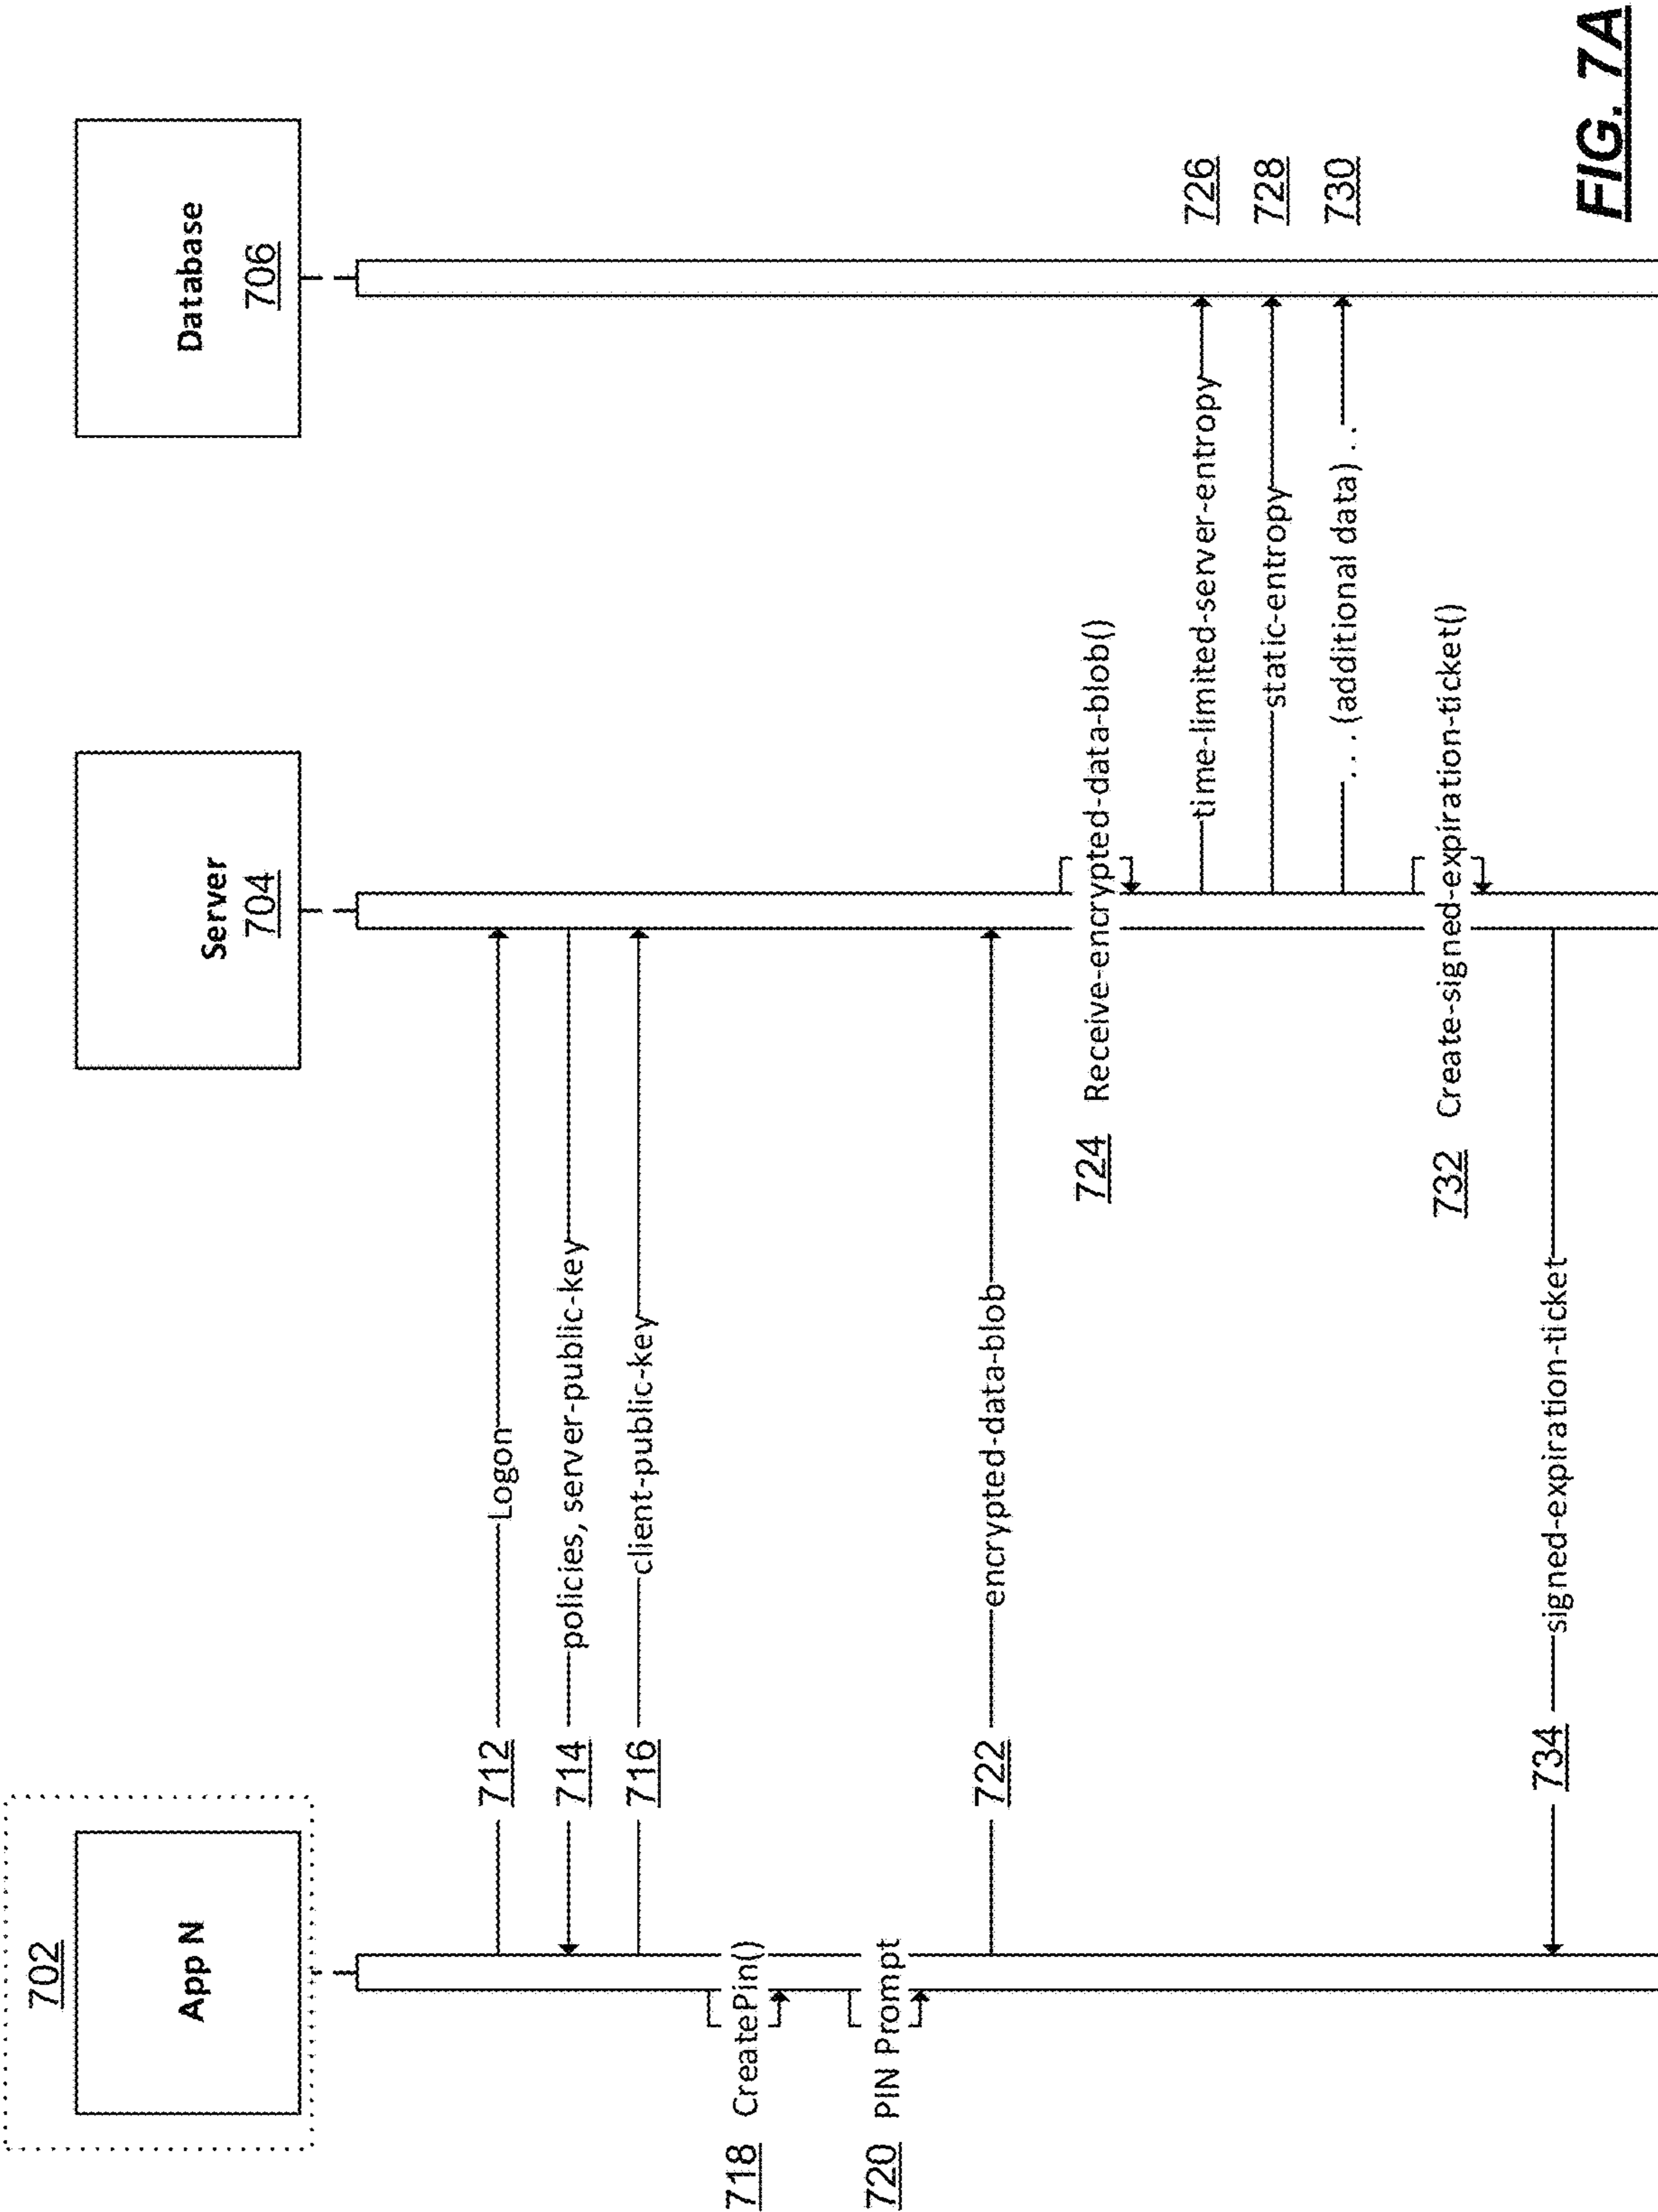 702
App N
Server
704
Database
706
712
Logon
714
policies, server-public-key
716
client-public-key
718 CreatePin()
720 PIN Prompt
722
encrypted-data-blob
724 Receive-encrypted-data-blob()
time-limited-server-entropy
726
static-entropy
728
. . . (additional data) . .
730
732 Create-signed-expiration-ticket()
734
signed-expiration-ticket
FIG. 7A